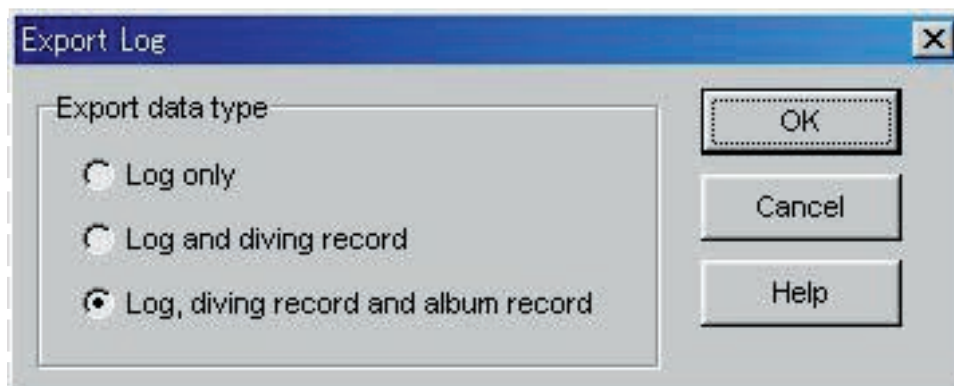 Export Log
Export data type
Log only
Log and diving record
Log, diving record and album record
OK
Cancel
Help